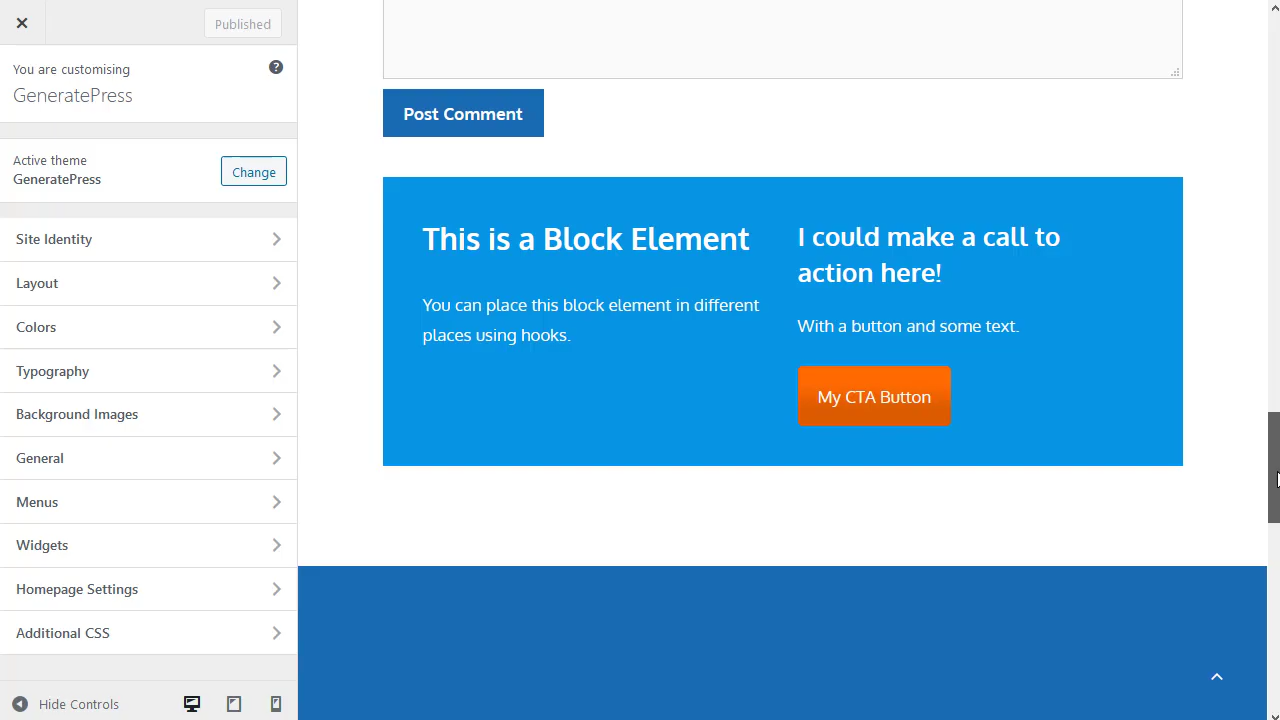 Published
You are customising
GeneratePress
Active theme
GeneratePress
Change
Site Identity
Layout
Colors
Typography
Background Images
General
Menus
Widgets
Homepage Settings
Additional CSS
Hide Controls
Post Comment
This is a Block Element
You can place this block element in different
places using hooks.
I could make a call to
action here!
With a button and some text.
My CTA Button